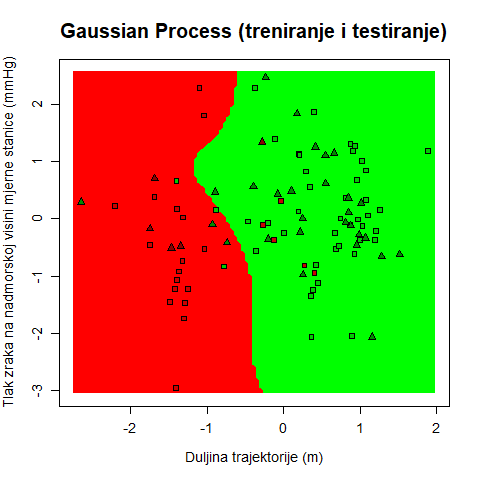 Gaussian Process (treniranje i testiranje)
Tlak zraka na nadmorskoj visini mjerne stanice (mmHg)
2
1
0
-1
-2
-3
-2 -1 0 1 2
Duljina trajektorije (m)